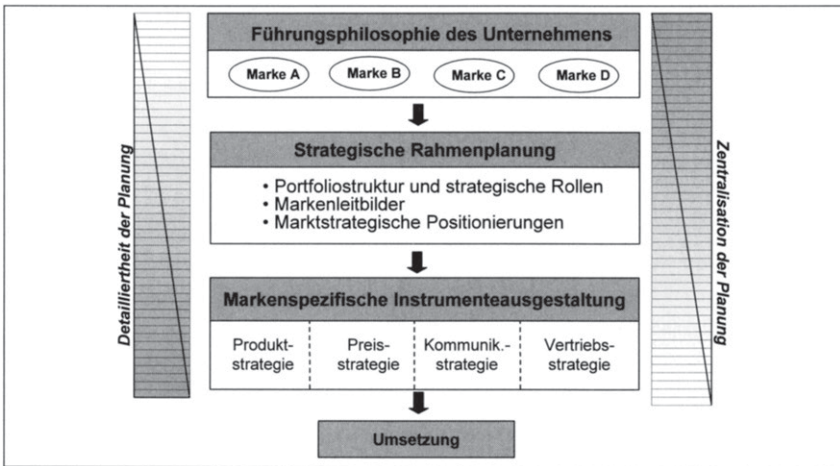 Führungsphilosophie des Unternehmens
Marke A
Marke B
Marke C
Marke D
Strategische Rahmenplanung
• Portfoliostruktur und strategische Rollen
• Markenleitbilder
• Marktstrategische Positionierungen
Markenspezifische Instrumenteausgestaltung
Produkt-
strategie
Preis-
strategie
Kommunik.-
strategie
Vertriebs-
strategie
Umsetzung
Detailliertheit der Planung
Zentralisation der Planung